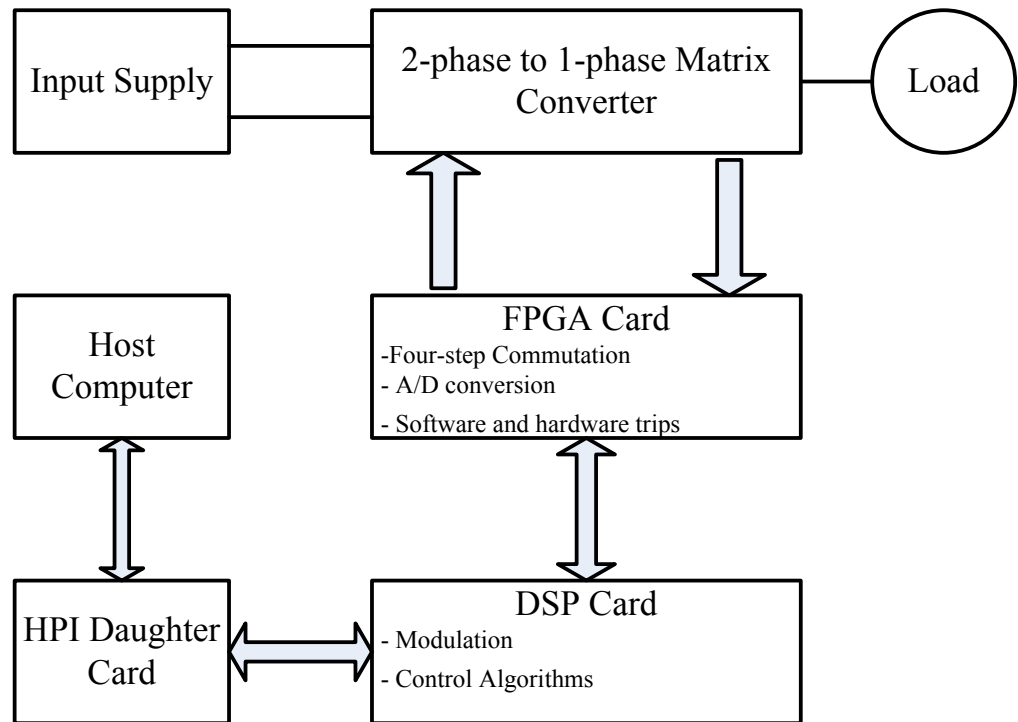 Input Supply
2-phase to 1-phase Matrix
Converter
Load
Host
Computer
FPGA Card
-Four-step Commutation
- A/D conversion
- Software and hardware trips
HPI Daughter
Card
DSP Card
- Modulation
- Control Algorithms